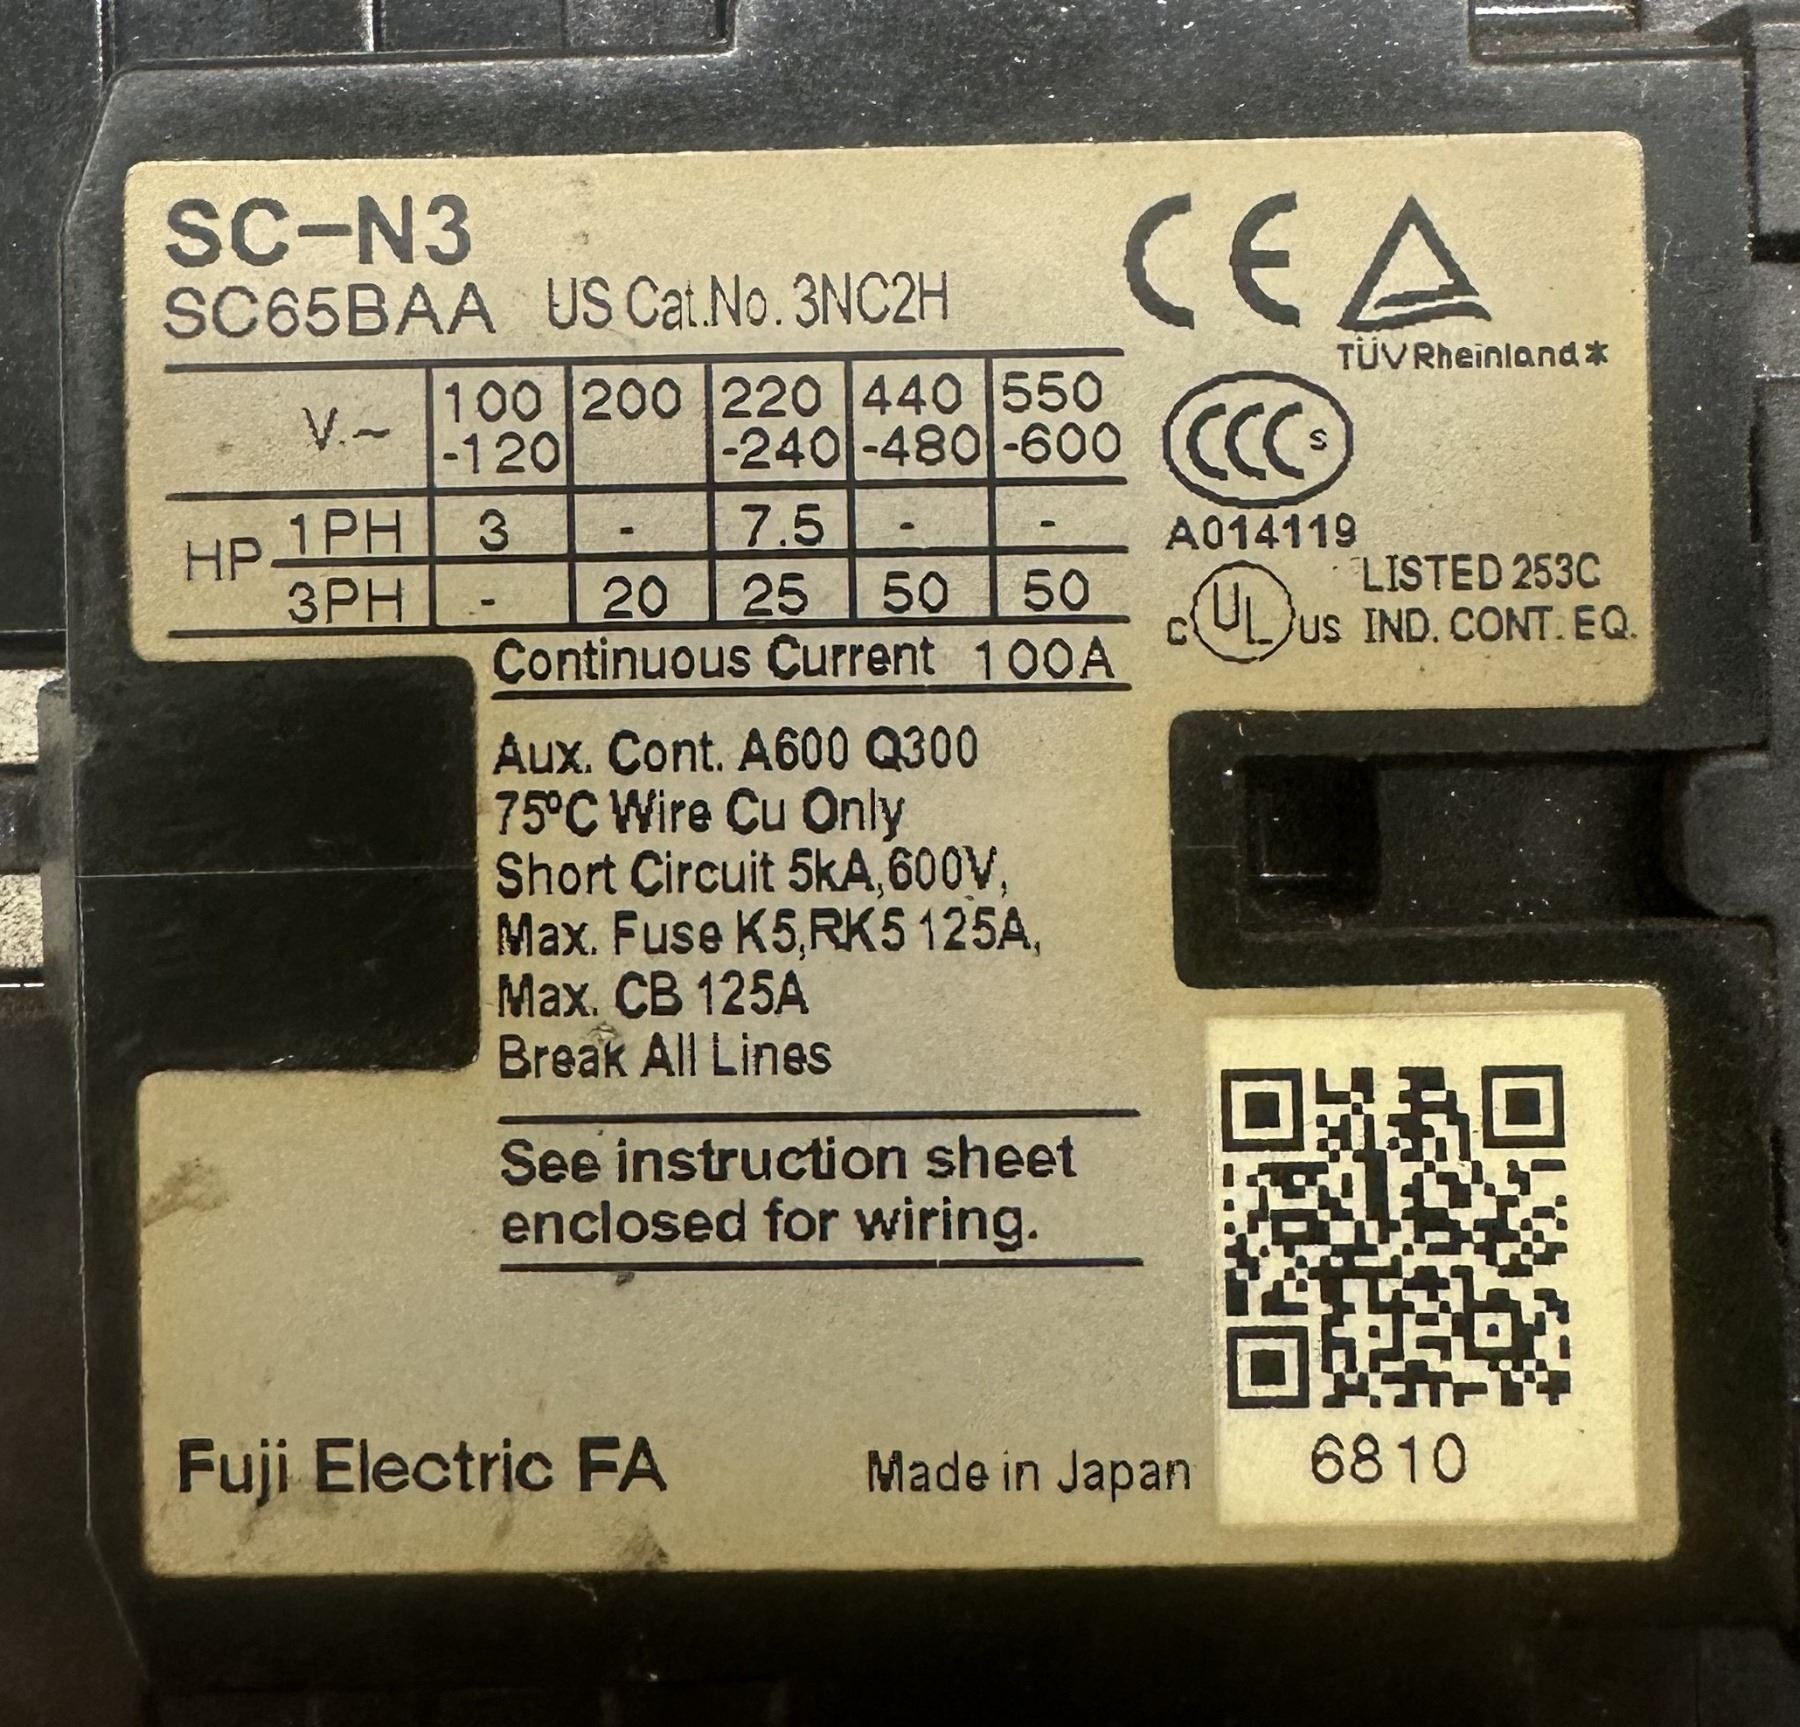 SC-N3
SC65BAA US Cat.No. 3NC2H
CE
TÜVRheinland*
V.~ 100-120 200 220-240 440-480 550-600
HP 1PH 3 - 7.5 - -
3PH - 20 25 50 50
Continuous Current 100A
CCC S
A014119
C UL US LISTED 253C
IND. CONT. EQ.
Aux. Cont. A600 Q300
75°C Wire Cu Only
Short Circuit 5kA,600V,
Max. Fuse K5,RK5 125A,
Max. CB 125A
Break All Lines
See instruction sheet
enclosed for wiring.
Fuji Electric FA
Made in Japan
6810